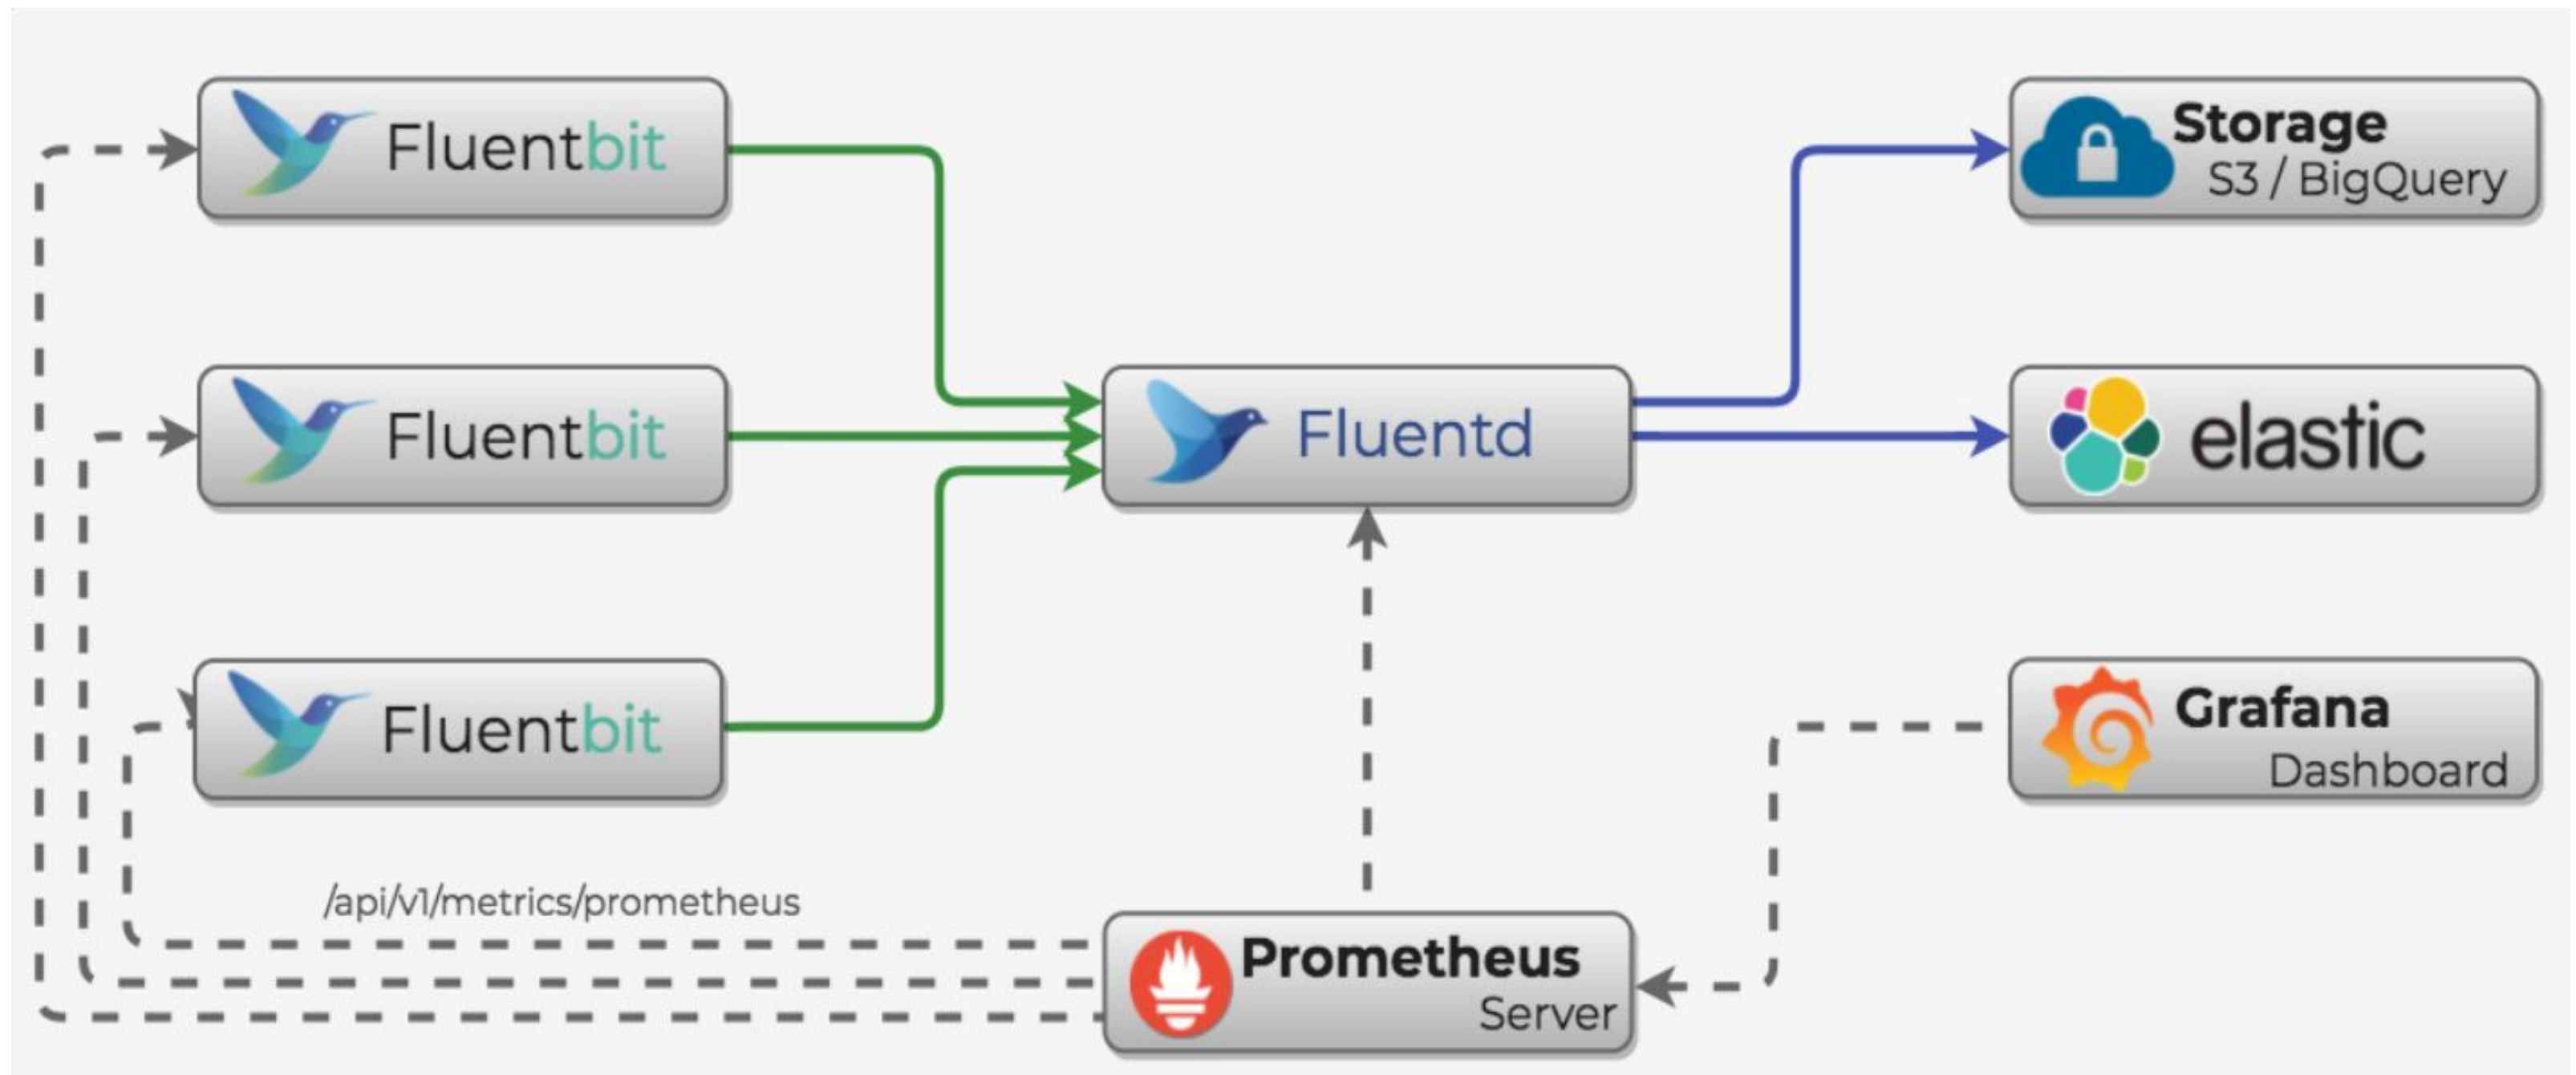 Fluentbit
Storage
S3 / BigQuery
Fluentbit
Fluentd
elastic
Fluentbit
Grafana
Dashboard
/api/v1/metrics/prometheus
Prometheus
Server